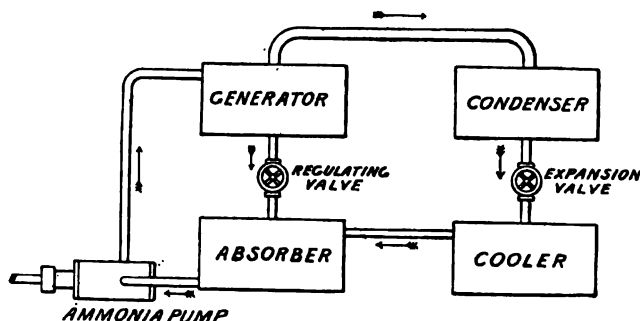 GENERATOR
CONDENSER
REGULATING
VALVE
EXPANSION
VALVE
ABSORBER
COOLER
AMMONIA PUMP